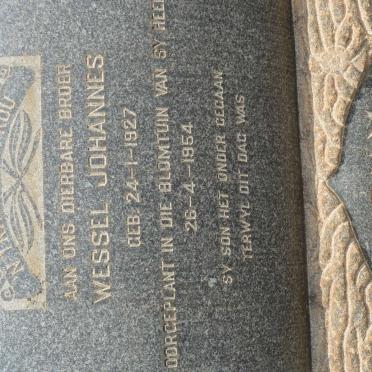 AAN ONS DIERBARE BROER
WESSEL JOHANNES
GEB. 24-1-1927
OORGEPLANT IN DIE BLOMTUIN VAN SY HEER
26-4-1954
SY SON HET ONDER GEGAAN
TERWYL DIT DAG WAS